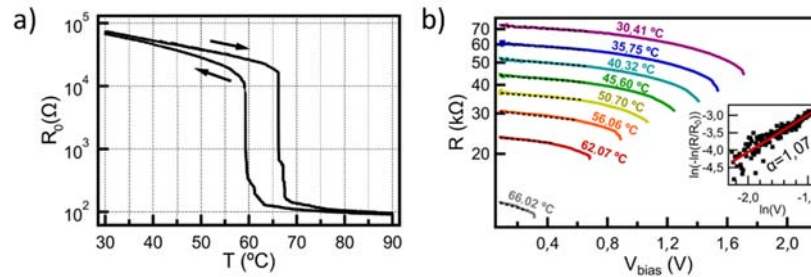 a)
10⁵
10⁴
10³
10²
R₀(Ω)
30 40 50 60 70 80 90
T (ºC)
b)
70
60
50
40
30
20
R (kΩ)
30,41 ºC
35,75 ºC
40,32 ºC
45,60 ºC
50,70 ºC
56,06 ºC
62,07 ºC
66,02 ºC
0,4 0,8 1,2 1,6 2,0
V_bias (V)
-3,0
-3,5
-4,0
-4,5
ln(-ln(R/R₀))
α=1,07
-2,0 -1,
ln(V)